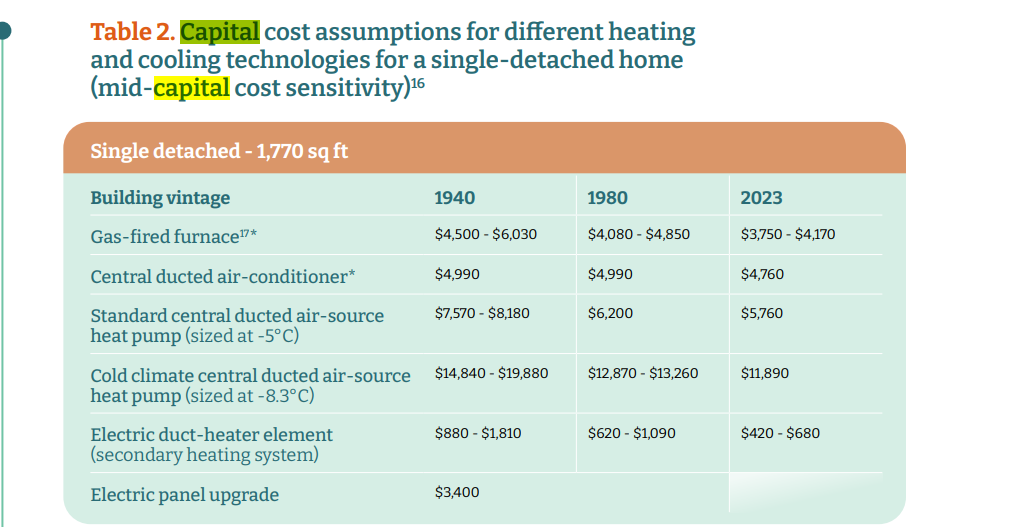 Table 2. Capital cost assumptions for different heating
and cooling technologies for a single-detached home
(mid-capital cost sensitivity)16
Single detached - 1,770 sq ft
Building vintage 1940 1980 2023
Gas-fired furnace17* $4,500 - $6,030 $4,080 - $4,850 $3,750 - $4,170
Central ducted air-conditioner* $4,990 $4,990 $4,760
Standard central ducted air-source $7,570 - $8,180 $6,200 $5,760
heat pump (sized at -5°C)
Cold climate central ducted air-source $14,840 - $19,880 $12,870 - $13,260 $11,890
heat pump (sized at -8.3°C)
Electric duct-heater element $880 - $1,810 $620 - $1,090 $420 - $680
(secondary heating system)
Electric panel upgrade $3,400